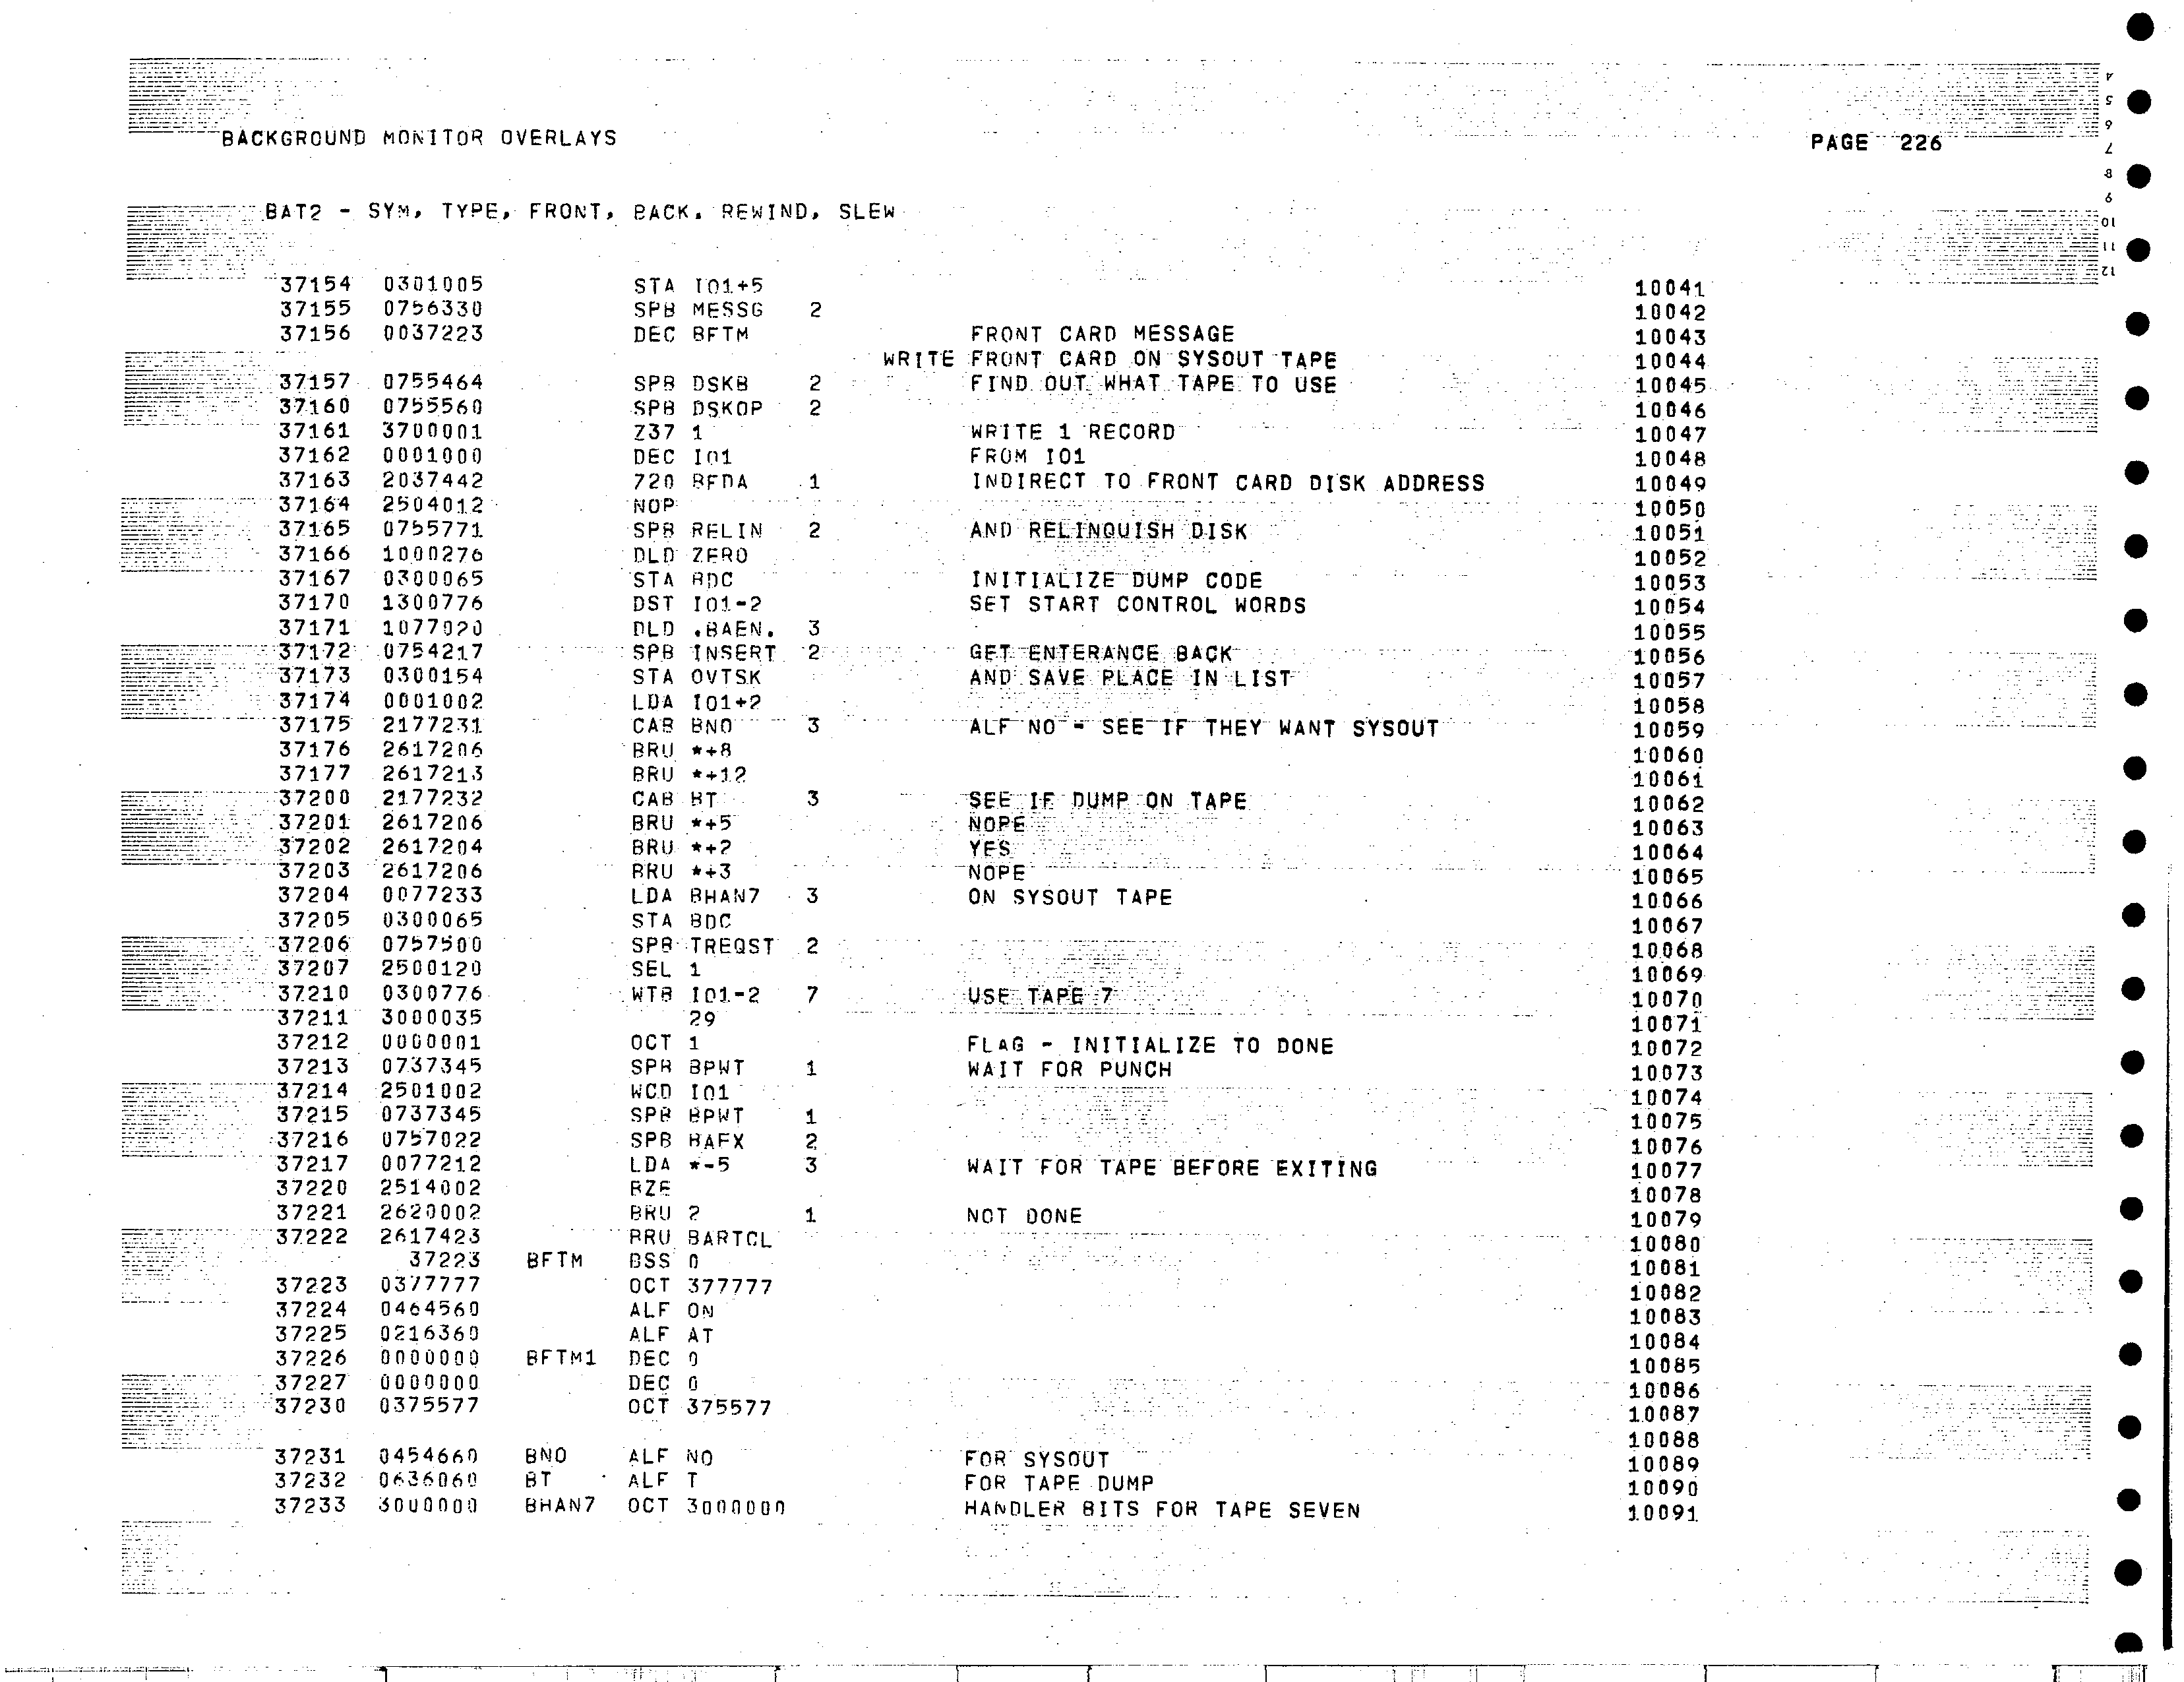 BACKGROUND MONITOR OVERLAYS PAGE 226
BAT2 - SYM, TYPE, FRONT, BACK, REWIND, SLEW
37154 0301005 STA IO1+5 10041
37155 0756330 SPB MESSG 2 10042
37156 0037223 DEC BFTM FRONT CARD MESSAGE 10043
WRITE FRONT CARD ON SYSOUT TAPE 10044
37157 0755464 SPB DSKB 2 FIND OUT WHAT TAPE TO USE 10045
37160 0755560 SPB DSKOP 2 10046
37161 3700001 Z37 1 WRITE 1 RECORD 10047
37162 0001000 DEC IO1 FROM IO1 10048
37163 2037442 Z20 BFDA 1 INDIRECT TO FRONT CARD DISK ADDRESS 10049
37164 2504012 NOP 10050
37165 0755771 SPB RELIN 2 AND RELINQUISH DISK 10051
37166 1000276 DLD ZERO 10052
37167 0300065 STA BDC INITIALIZE DUMP CODE 10053
37170 1300776 DST IO1-2 SET START CONTROL WORDS 10054
37171 1077020 DLD .BAEN. 3 10055
37172 0754217 SPB INSERT 2 GET ENTERANCE BACK 10056
37173 0300154 STA OVTSK AND SAVE PLACE IN LIST 10057
37174 0001002 LDA IO1+2 10058
37175 2177231 CAB BNO 3 ALF NO - SEE IF THEY WANT SYSOUT 10059
37176 2617206 BRU *+8 10060
37177 2617213 BRU *+12 10061
37200 2177232 CAB BT 3 SEE IF DUMP ON TAPE 10062
37201 2617206 BRU *+5 NOPE 10063
37202 2617204 BRU *+2 YES 10064
37203 2617206 BRU *+3 NOPE 10065
37204 0077233 LDA BHAN7 3 ON SYSOUT TAPE 10066
37205 0300065 STA BDC 10067
37206 0757500 SPB TREQST 2 10068
37207 2500120 SEL 1 10069
37210 0300776 WTB IO1-2 7 USE TAPE 7 10070
37211 3000035 29 10071
37212 0000001 OCT 1 FLAG - INITIALIZE TO DONE 10072
37213 0737345 SPB BPWT 1 WAIT FOR PUNCH 10073
37214 2501002 WCD IO1 10074
37215 0737345 SPB BPWT 1 10075
37216 0757022 SPB BAFX 2 10076
37217 0077212 LDA *-5 3 WAIT FOR TAPE BEFORE EXITING 10077
37220 2514002 BZE 10078
37221 2620002 BRU 2 1 NOT DONE 10079
37222 2617423 BRU BARTCL 10080
37223 BFTM BSS 0 10081
37223 0377777 OCT 377777 10082
37224 0464560 ALF ON 10083
37225 0216360 ALF AT 10084
37226 0000000 BFTM1 DEC 0 10085
37227 0000000 DEC 0 10086
37230 0375577 OCT 375577 10087
10088
37231 0454660 BNO ALF NO FOR SYSOUT 10089
37232 0636060 BT ALF T FOR TAPE DUMP 10090
37233 3000000 BHAN7 OCT 3000000 HANDLER BITS FOR TAPE SEVEN 10091
4
5
6
7
8
9
10
11
12